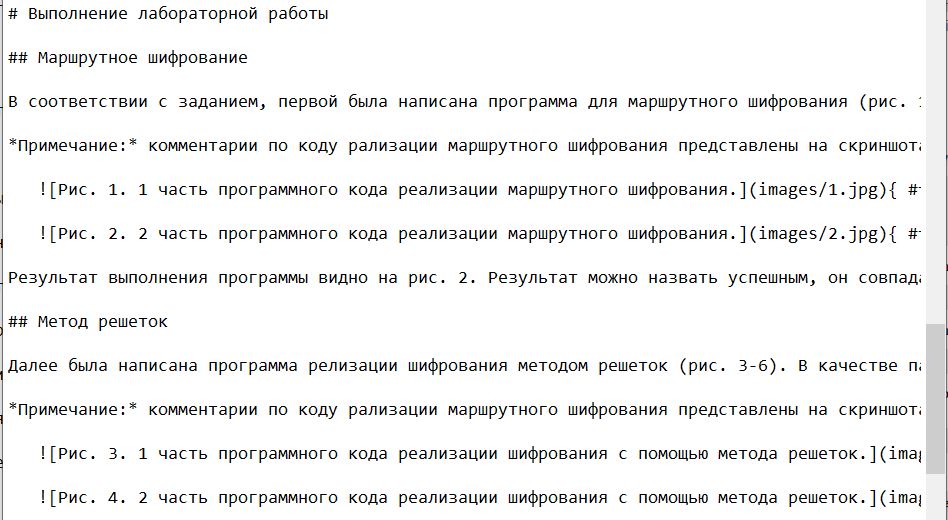 # Выполнение лабораторной работы
## Маршрутное шифрование
В соответствии с заданием, первой была написана программа для маршрутного шифрования (рис.
*Примечание:* комментарии по коду рализации маршрутного шифрования представлены на скриншота
![Рис. 1. 1 часть программного кода реализации маршрутного шифрования.](images/1.jpg){ #
![Рис. 2. 2 часть программного кода реализации маршрутного шифрования.](images/2.jpg){ #
Результат выполнения программы видно на рис. 2. Результат можно назвать успешным, он совпада
## Метод решеток
Далее была написана программа релизации шифрования методом решеток (рис. 3-6). В качестве па
*Примечание:* комментарии по коду рализации маршрутного шифрования представлены на скриншота
![Рис. 3. 1 часть программного кода реализации шифрования с помощью метода решеток.](imag
![Рис. 4. 2 часть программного кода реализации шифрования с помощью метода решеток.](imag